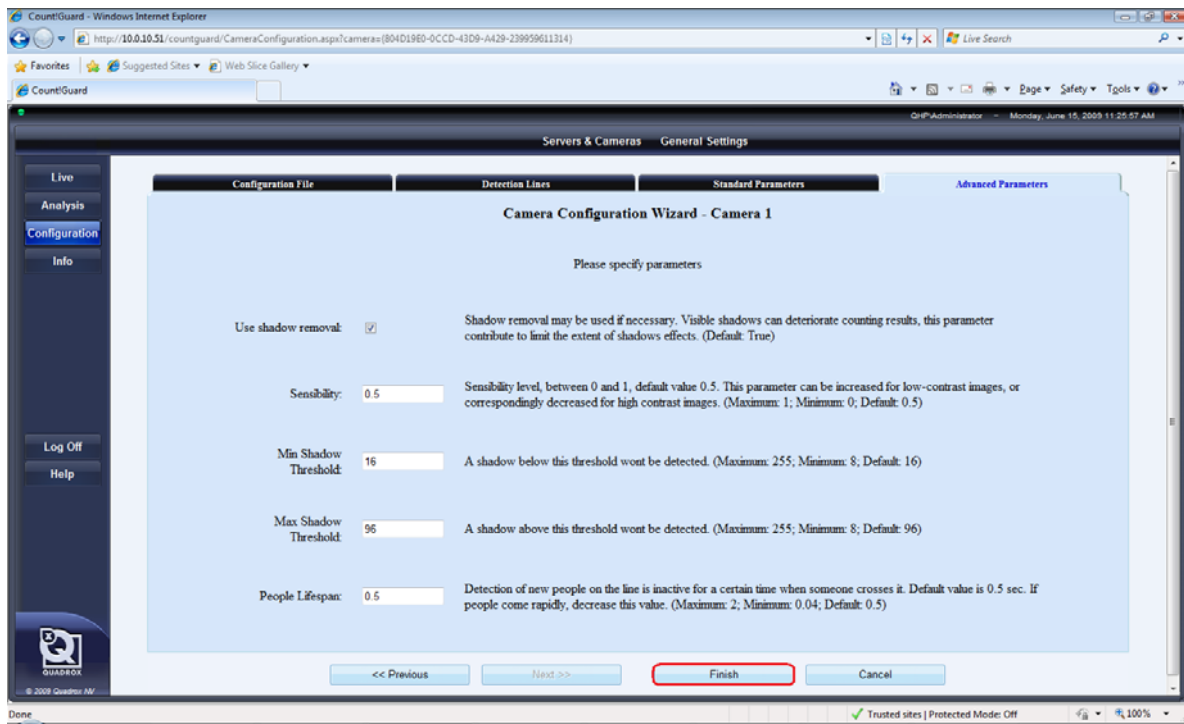 Count!Guard - Windows Internet Explorer
http://10.0.10.51/countguard/CameraConfiguration.aspx?camera={804D19E0-0CCD-43D9-A429-239959611314}
Live Search
Favorites
Suggested Sites
Web Slice Gallery
Count!Guard
Page
Safety
Tools
QHP\Administrator – Monday, June 15, 2009 11:25:57 AM
Servers & Cameras General Settings
Live
Analysis
Configuration
Info
Log Off
Help
Configuration File
Detection Lines
Standard Parameters
Advanced Parameters
Camera Configuration Wizard - Camera 1
Please specify parameters
Use shadow removal:
Shadow removal may be used if necessary. Visible shadows can deteriorate counting results, this parameter
contribute to limit the extent of shadows effects. (Default: True)
Sensibility:
0.5
Sensibility level, between 0 and 1, default value 0.5. This parameter can be increased for low-contrast images, or
correspondingly decreased for high contrast images. (Maximum: 1; Minimum: 0; Default: 0.5)
Min Shadow
Threshold:
16
A shadow below this threshold wont be detected. (Maximum: 255; Minimum: 8; Default: 16)
Max Shadow
Threshold:
96
A shadow above this threshold wont be detected. (Maximum: 255; Minimum: 8; Default: 96)
People Lifespan:
0.5
Detection of new people on the line is inactive for a certain time when someone crosses it. Default value is 0.5 sec. If
people come rapidly, decrease this value. (Maximum: 2; Minimum: 0.04; Default: 0.5)
<< Previous
Next >>
Finish
Cancel
QUADROX
© 2009 Quadrox NV
Done
Trusted sites | Protected Mode: Off
100%